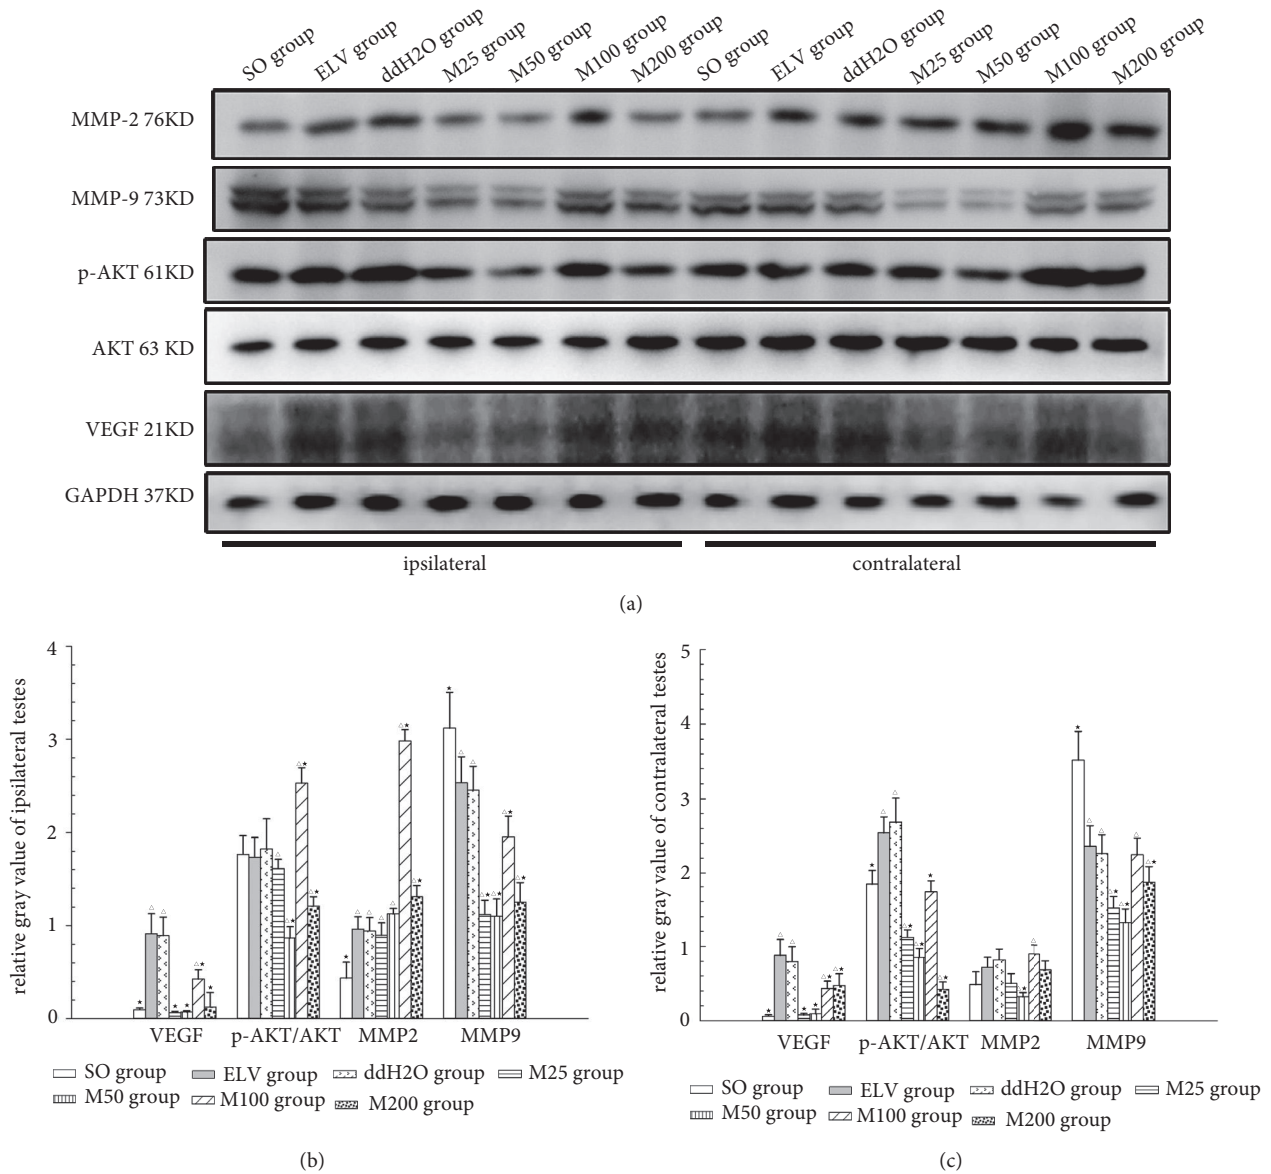 SO group ELV group ddH2O group M25 group M50 group M100 group M200 group SO group ELV group ddH2O group M25 group M50 group M100 group M200 group
MMP-2 76KD
MMP-9 73KD
p-AKT 61KD
AKT 63 KD
VEGF 21KD
GAPDH 37KD
ipsilateral contralateral
(a)
relative gray value of ipsilateral testes
4
3
2
1
0
VEGF p-AKT/AKT MMP2 MMP9
SO group ELV group ddH2O group M25 group
M50 group M100 group M200 group
(b)
relative gray value of contralateral testes
5
4
3
2
1
0
VEGF p-AKT/AKT MMP2 MMP9
SO group ELV group ddH2O group M25 group
M50 group M100 group M200 group
(c)